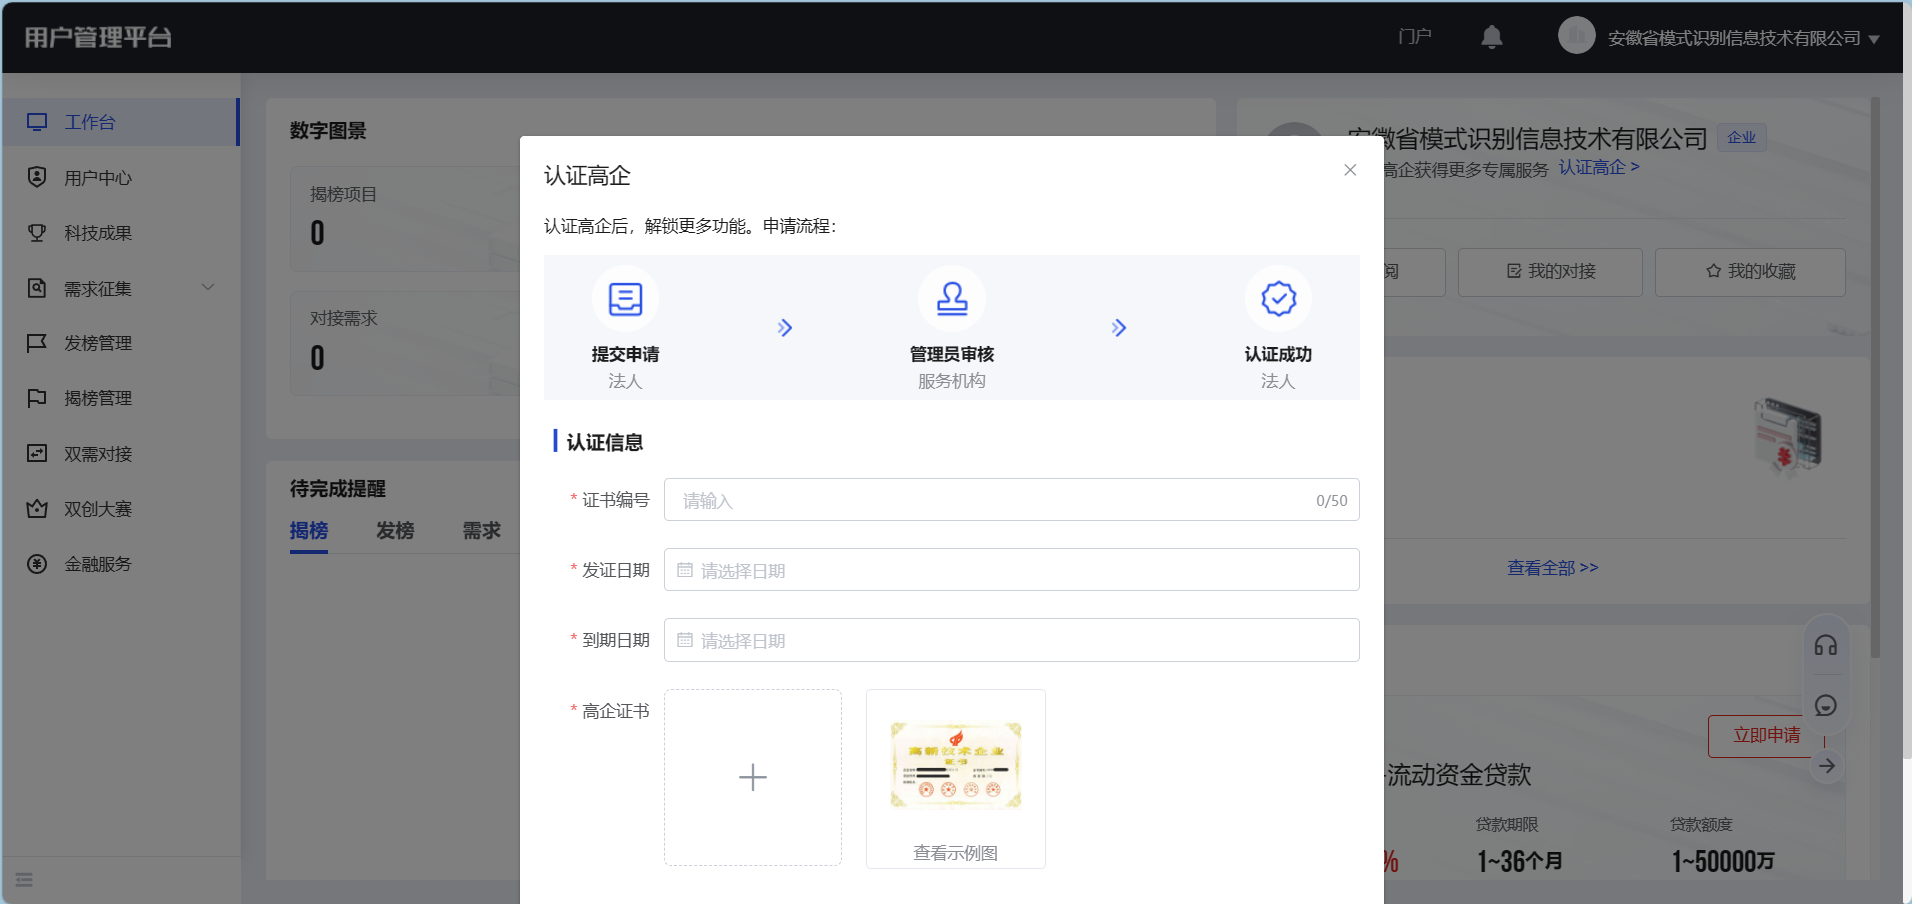 用户管理平台
门户
安徽省模式识别信息技术有限公司
工作台
用户中心
科技成果
需求征集
发榜管理
揭榜管理
双需对接
双创大赛
金融服务
数字图景
揭榜项目
0
对接需求
0
待完成提醒
揭榜 发榜 需求
安徽省模式识别信息技术有限公司 企业
高企获得更多专属服务 认证高企 >
阅 我的对接 我的收藏
查看全部 >>
立即申请
流动资金贷款
贷款期限 贷款额度
% 1~36个月 1~50000万
认证高企
认证高企后，解锁更多功能。申请流程：
提交申请 管理员审核 认证成功
法人 服务机构 法人
认证信息
* 证书编号 请输入 0/50
* 发证日期 请选择日期
* 到期日期 请选择日期
* 高企证书
高新技术企业
证书
查看示例图